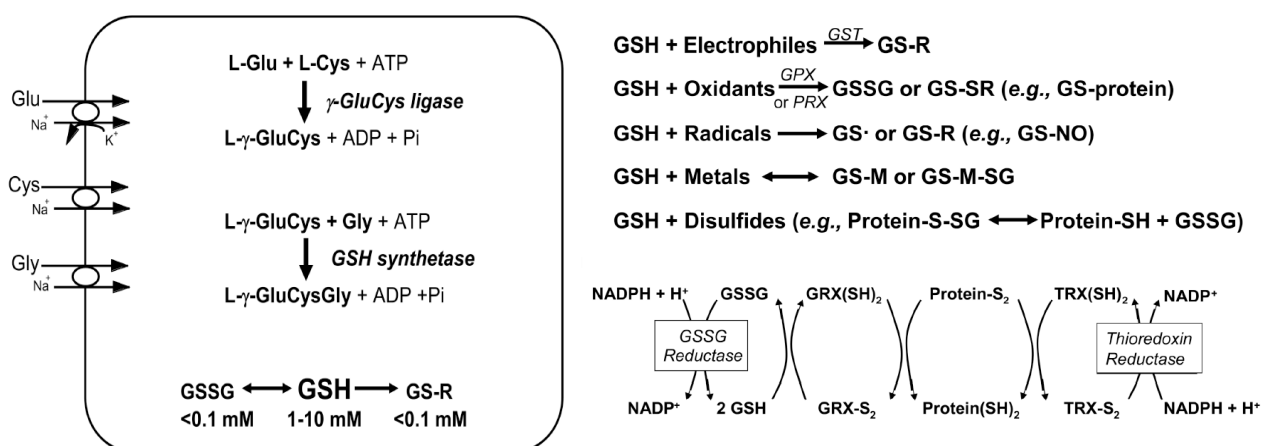 L-Glu + L-Cys + ATP
γ-GluCys ligase
L-γ-GluCys + ADP + Pi
Glu
Na⁺
K⁺
Cys
Na⁺
Gly
Na⁺
L-γ-GluCys + Gly + ATP
GSH synthetase
L-γ-GluCysGly + ADP +Pi
GSSG ↔ GSH → GS-R
<0.1 mM 1-10 mM <0.1 mM
GSH + Electrophiles GST → GS-R
GSH + Oxidants GPX or PRX → GSSG or GS-SR (e.g., GS-protein)
GSH + Radicals → GS· or GS-R (e.g., GS-NO)
GSH + Metals ↔ GS-M or GS-M-SG
GSH + Disulfides (e.g., Protein-S-SG ↔ Protein-SH + GSSG)
NADPH + H⁺ GSSG GRX(SH)₂ Protein-S₂ TRX(SH)₂ NADP⁺
GSSG Reductase
Thioredoxin Reductase
NADP⁺ 2 GSH GRX-S₂ Protein(SH)₂ TRX-S₂ NADPH + H⁺